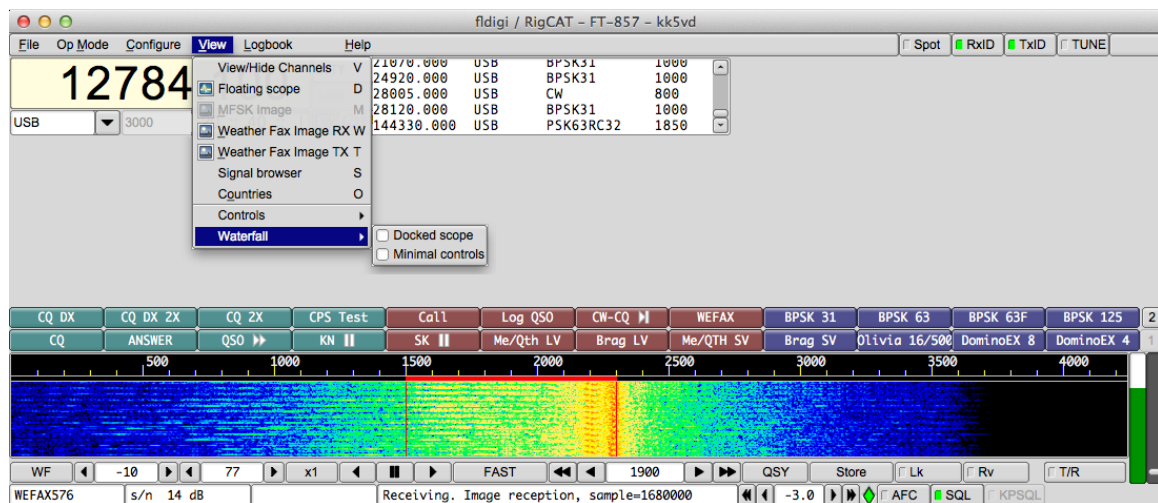 fldigi / RigCAT - FT-857 - kk5vd
File Op Mode Configure View Logbook Help Spot RxID TxID TUNE
12784
21070.000 USB BPSK31 1000
24920.000 USB BPSK31 1000
28005.000 USB CW 800
28120.000 USB BPSK31 1000
144330.000 USB PSK63RC32 1850
USB 3000
View/Hide Channels V
Floating scope D
MFSK Image M
Weather Fax Image RX W
Weather Fax Image TX T
Signal browser S
Countries O
Controls
Waterfall
Docked scope
Minimal controls
CQ DX CQ DX 2X CQ 2X CPS Test Call Log QSO CW-CQ WEFAX BPSK 31 BPSK 63 BPSK 63F BPSK 125 2
CQ ANSWER QSO KN SK Me/Qth LV Brag LV Me/QTH SV Brag SV Olivia 16/500 DominoEX 8 DominoEX 4 1
500 1000 1500 2000 2500 3000 3500 4000
WF -10 77 x1 FAST 1900 QSY Store Lk Rv T/R
WEFAX576 s/n 14 dB Receiving. Image reception, sample=1680000 -3.0 AFC SQL KPSQL